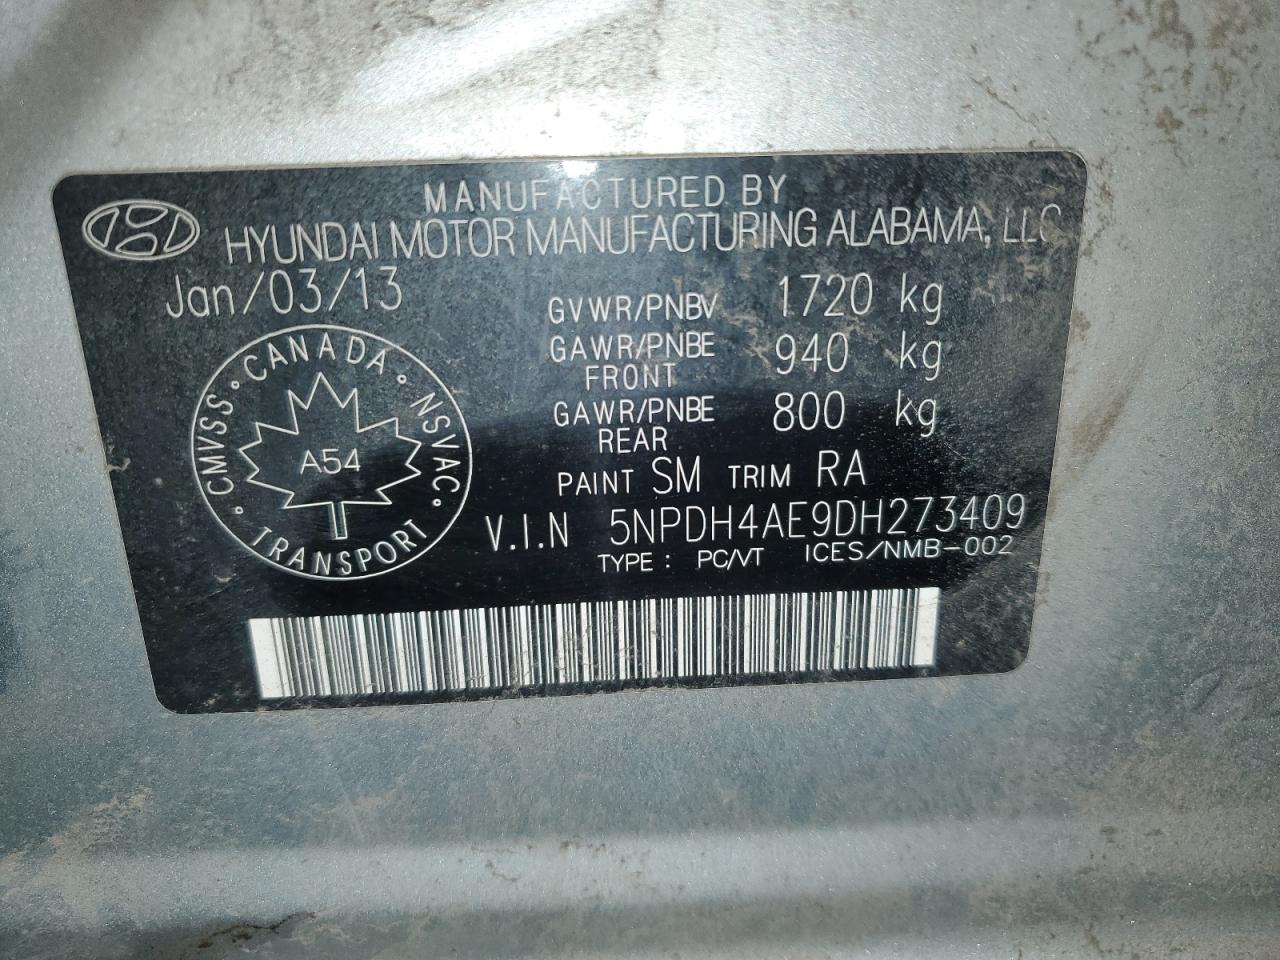 MANUFACTURED BY
HYUNDAI MOTOR MANUFACTURING ALABAMA, LLC
Jan/03/13
GVWR/PNBV 1720 kg
GAWR/PNBE FRONT 940 kg
GAWR/PNBE REAR 800 kg
PAINT SM TRIM RA
V.I.N 5NPDH4AE9DH273409
TYPE : PC/VT ICES/NMB-002
CMVSS · CANADA · NSVAC · TRANSPORT
A54